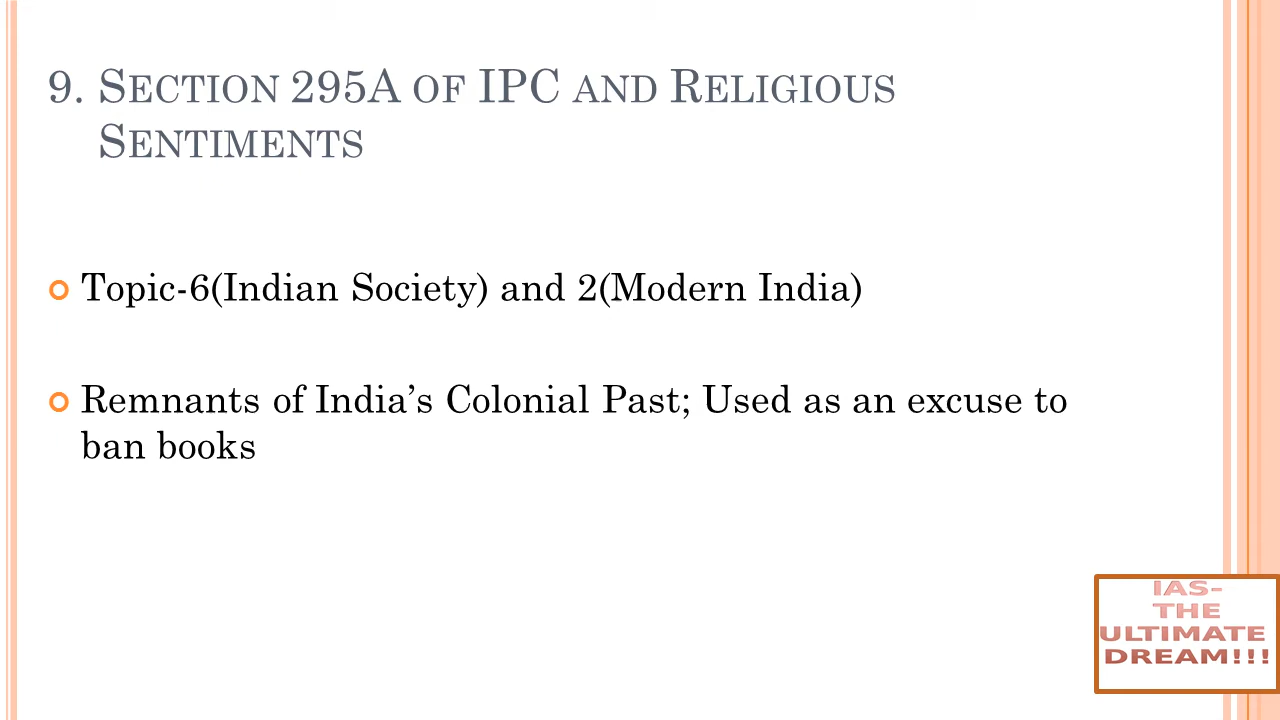 9. SECTION 295A OF IPC AND RELIGIOUS
SENTIMENTS
Topic-6(Indian Society) and 2(Modern India)
Remnants of India’s Colonial Past; Used as an excuse to
ban books
IAS-
THE
ULTIMATE
DREAM!!!